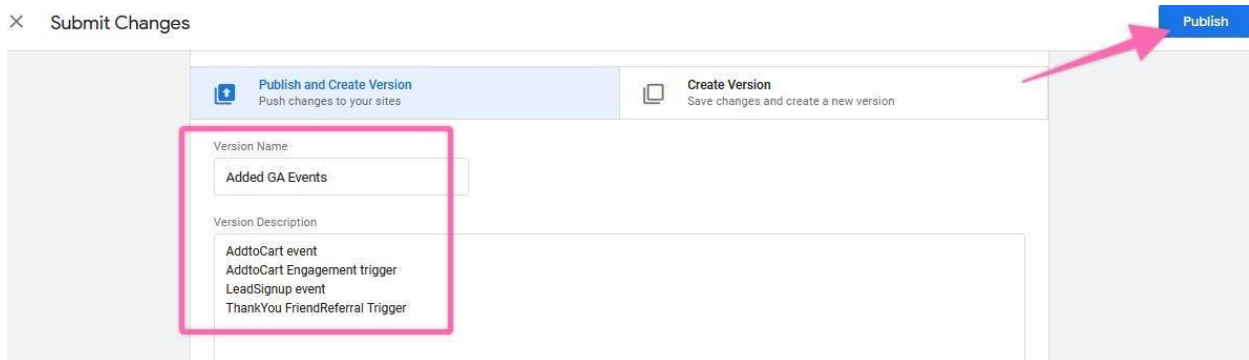 Submit Changes
Publish
Publish and Create Version
Push changes to your sites
Create Version
Save changes and create a new version
Version Name
Added GA Events
Version Description
AddtoCart event
AddtoCart Engagement trigger
LeadSignup event
ThankYou FriendReferral Trigger